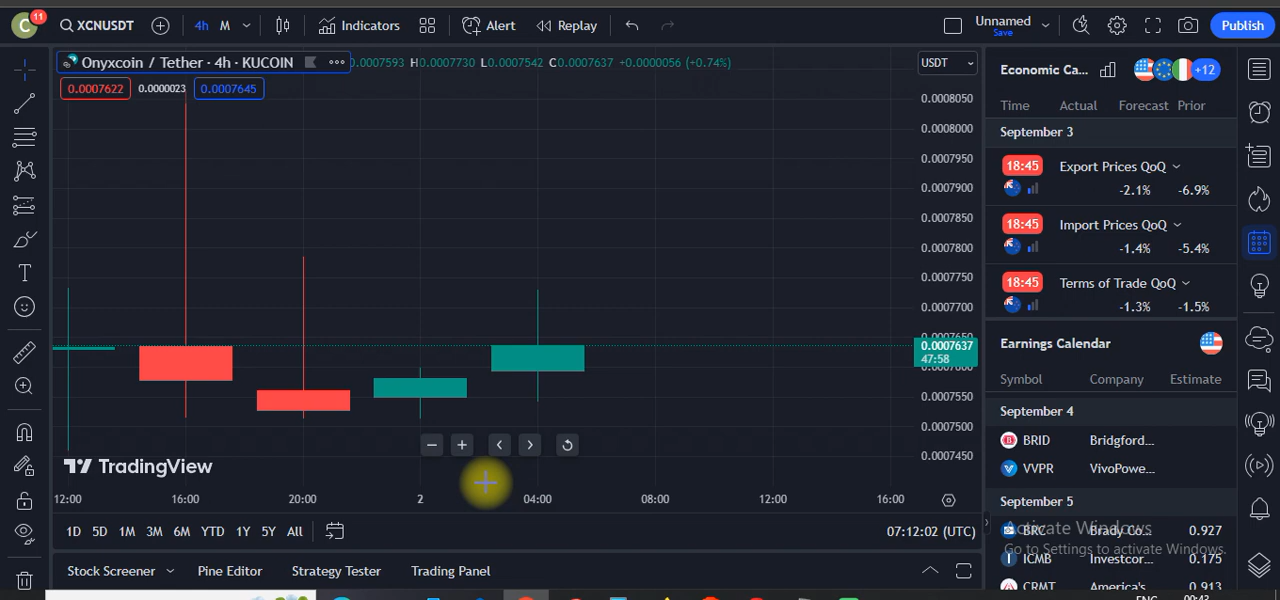 C 11 XCNUSDT 4h M Indicators Alert Replay Unnamed Save Publish
Onyxcoin / Tether · 4h · KUCOIN 0.0007593 H0.0007730 L0.0007542 C0.0007637 +0.0000056 (+0.74%) USDT
0.0007622 0.0000023 0.0007645
0.0008050
0.0008000
0.0007950
0.0007900
0.0007850
0.0007800
0.0007750
0.0007700
0.0007637
47:58
0.0007550
0.0007500
0.0007450
TradingView
12:00 16:00 20:00 2 04:00 08:00 12:00 16:00
1D 5D 1M 3M 6M YTD 1Y 5Y All 07:12:02 (UTC)
Stock Screener Pine Editor Strategy Tester Trading Panel
Economic Ca... +12
Time Actual Forecast Prior
September 3
18:45 Export Prices QoQ
-2.1% -6.9%
18:45 Import Prices QoQ
-1.4% -5.4%
18:45 Terms of Trade QoQ
-1.3% -1.5%
Earnings Calendar
Symbol Company Estimate
September 4
BRID Bridgford...
VVPR VivoPowe...
September 5
BRC Brady Co... 0.927
ICMB Investcor... 0.175
CRMT America's 0.913
Activate Windows
Go to Settings to activate Windows.
ENG 00:43